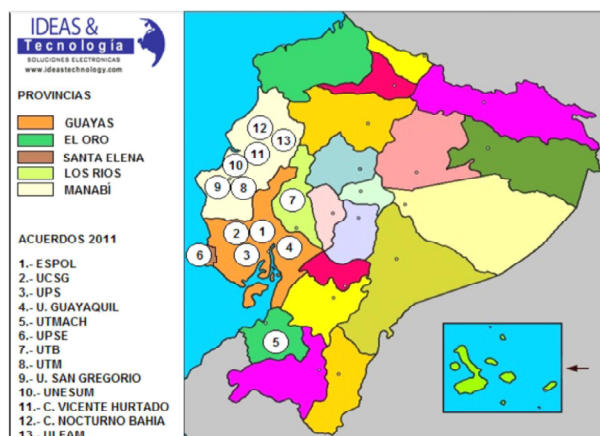 IDEAS &
Tecnología
SOLUCIONES ELECTRONICAS
www.ideastechnology.com
PROVINCIAS
GUAYAS
EL ORO
SANTA ELENA
LOS RIOS
MANABÍ
ACUERDOS 2011
1.- ESPOL
2.- UCSG
3.- UPS
4.- U. GUAYAQUIL
5.- UTMACH
6.- UPSE
7.- UTB
8.- UTM
9.- U. SAN GREGORIO
10.- UNESUM
11.- C. VICENTE HURTADO
12.- C. NOCTURNO BAHIA
13.- ULEAM
12
13
11
10
9
8
7
2
1
6
3
4
5